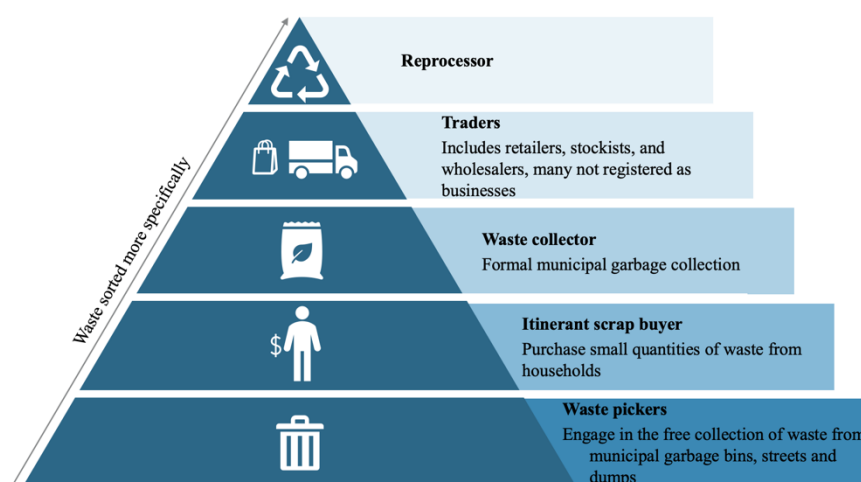 Reprocessor
Traders
Includes retailers, stockists, and
wholesalers, many not registered as
businesses
Waste collector
Formal municipal garbage collection
Itinerant scrap buyer
$
Purchase small quantities of waste from
households
Waste pickers
Engage in the free collection of waste from
municipal garbage bins, streets and
dumps
Waste sorted more specifically